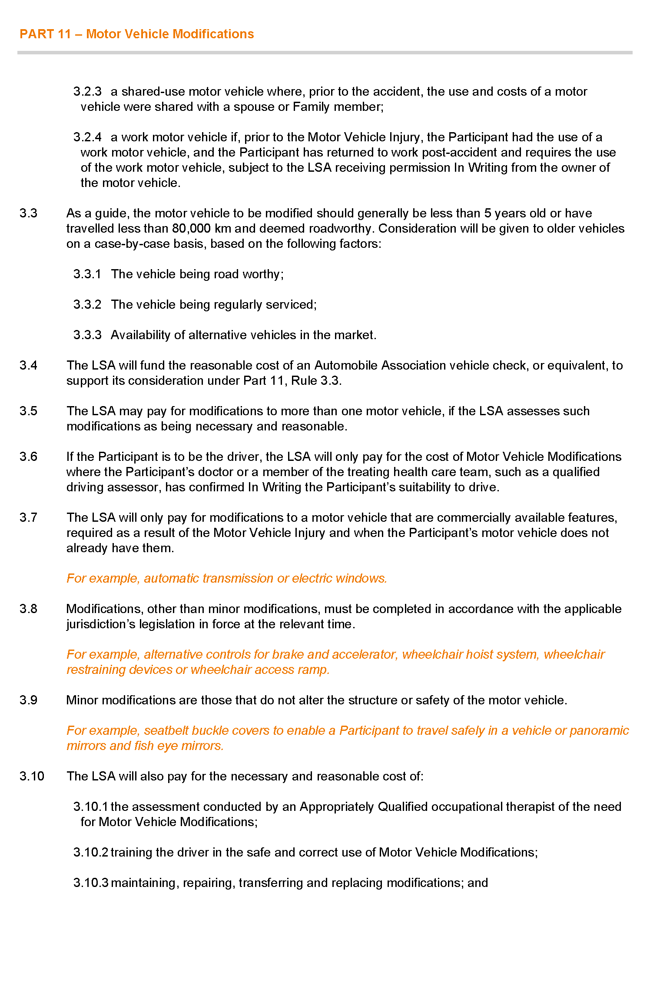 PART 11 – Motor Vehicle Modifications
3.2.3 a shared-use motor vehicle where, prior to the accident, the use and costs of a motor
vehicle were shared with a spouse or Family member;
3.2.4 a work motor vehicle if, prior to the Motor Vehicle Injury, the Participant had the use of a
work motor vehicle, and the Participant has returned to work post-accident and requires the use
of the work motor vehicle, subject to the LSA receiving permission In Writing from the owner of
the motor vehicle.
3.3 As a guide, the motor vehicle to be modified should generally be less than 5 years old or have
travelled less than 80,000 km and deemed roadworthy. Consideration will be given to older vehicles
on a case-by-case basis, based on the following factors:
3.3.1 The vehicle being road worthy;
3.3.2 The vehicle being regularly serviced;
3.3.3 Availability of alternative vehicles in the market.
3.4 The LSA will fund the reasonable cost of an Automobile Association vehicle check, or equivalent, to
support its consideration under Part 11, Rule 3.3.
3.5 The LSA may pay for modifications to more than one motor vehicle, if the LSA assesses such
modifications as being necessary and reasonable.
3.6 If the Participant is to be the driver, the LSA will only pay for the cost of Motor Vehicle Modifications
where the Participant’s doctor or a member of the treating health care team, such as a qualified
driving assessor, has confirmed In Writing the Participant’s suitability to drive.
3.7 The LSA will only pay for modifications to a motor vehicle that are commercially available features,
required as a result of the Motor Vehicle Injury and when the Participant’s motor vehicle does not
already have them.
For example, automatic transmission or electric windows.
3.8 Modifications, other than minor modifications, must be completed in accordance with the applicable
jurisdiction’s legislation in force at the relevant time.
For example, alternative controls for brake and accelerator, wheelchair hoist system, wheelchair
restraining devices or wheelchair access ramp.
3.9 Minor modifications are those that do not alter the structure or safety of the motor vehicle.
For example, seatbelt buckle covers to enable a Participant to travel safely in a vehicle or panoramic
mirrors and fish eye mirrors.
3.10 The LSA will also pay for the necessary and reasonable cost of:
3.10.1 the assessment conducted by an Appropriately Qualified occupational therapist of the need
for Motor Vehicle Modifications;
3.10.2 training the driver in the safe and correct use of Motor Vehicle Modifications;
3.10.3 maintaining, repairing, transferring and replacing modifications; and